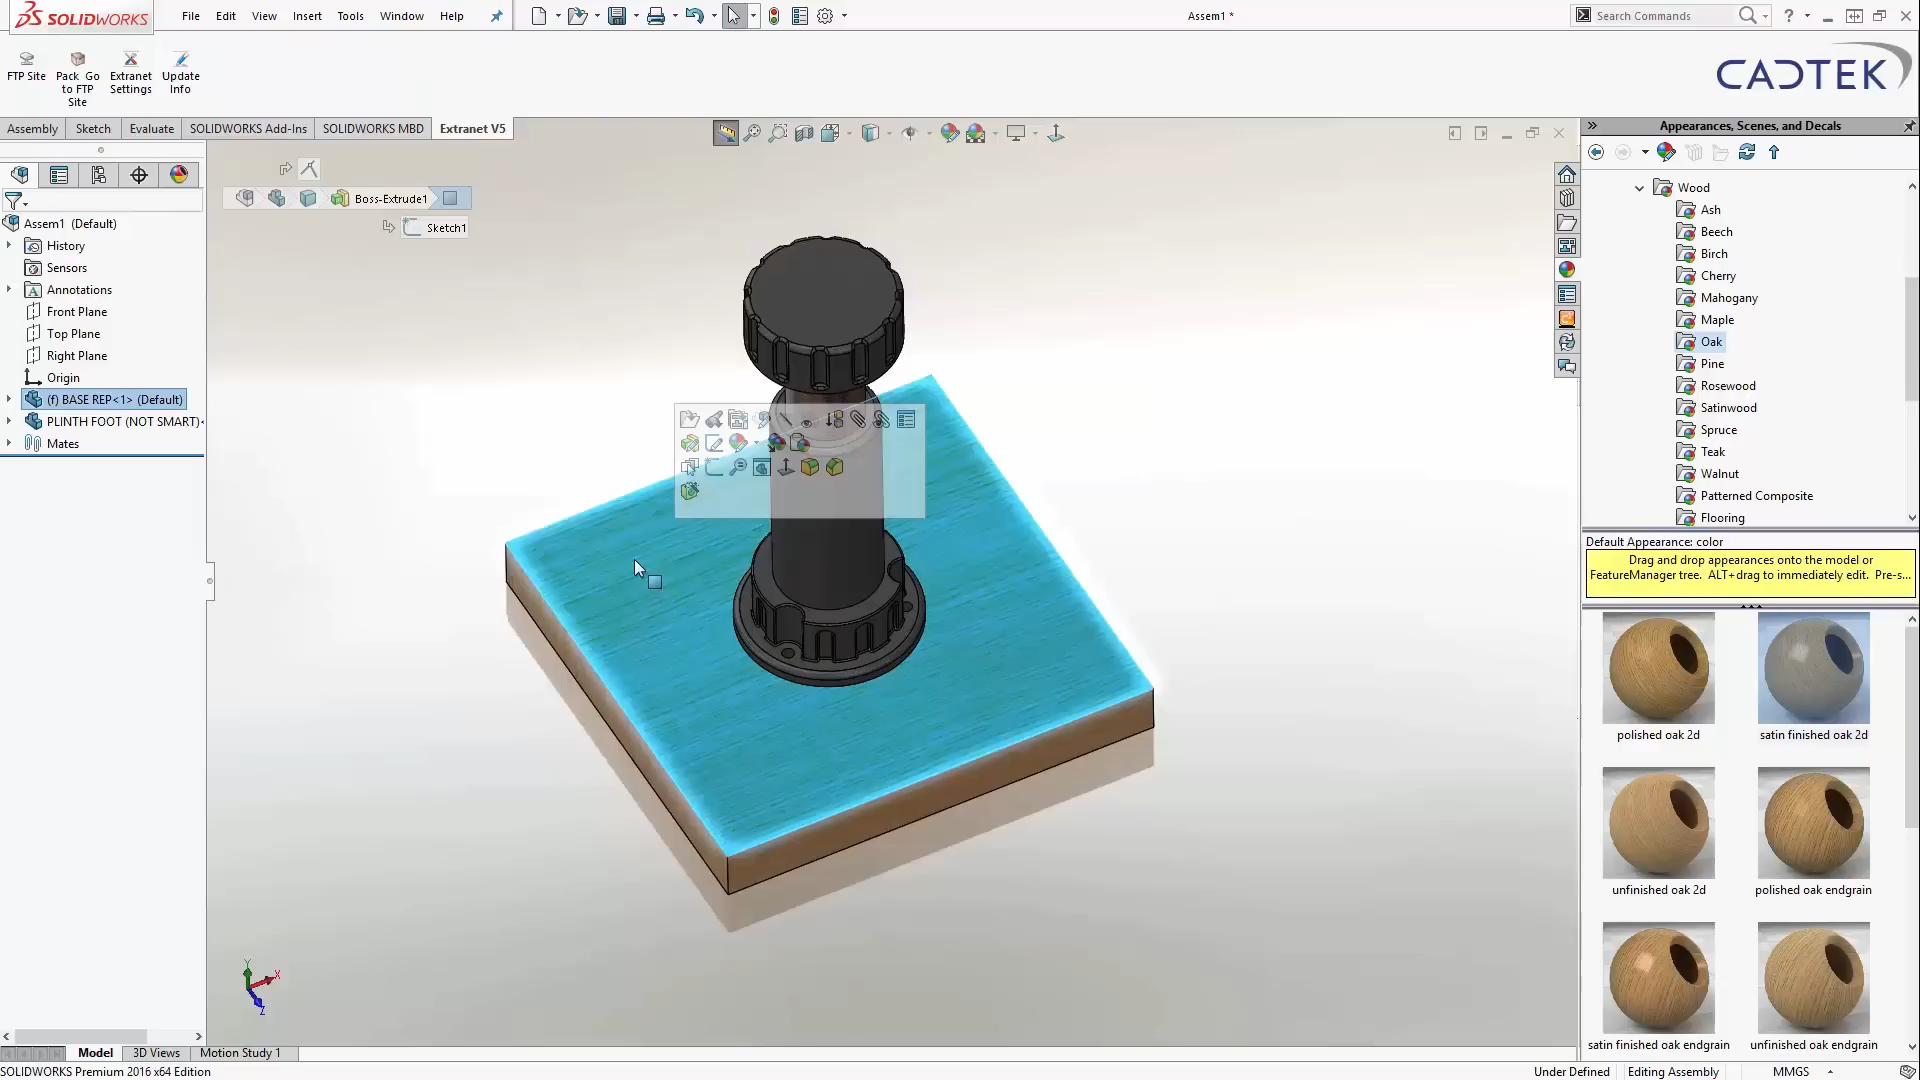 SOLIDWORKS
File Edit View Insert Tools Window Help
Assem1 *
Search Commands
FTP Site
Pack Go to FTP Site
Extranet Settings
Update Info
CADTEK
Assembly Sketch Evaluate SOLIDWORKS Add-Ins SOLIDWORKS MBD Extranet V5
Boss-Extrude1
Sketch1
Assem1 (Default)
History
Sensors
Annotations
Front Plane
Top Plane
Right Plane
Origin
(f) BASE REP<1> (Default)
PLINTH FOOT (NOT SMART)<
Mates
Y
X
Z
Appearances, Scenes, and Decals
Wood
Ash
Beech
Birch
Cherry
Mahogany
Maple
Oak
Pine
Rosewood
Satinwood
Spruce
Teak
Walnut
Patterned Composite
Flooring
Default Appearance: color
Drag and drop appearances onto the model or
FeatureManager tree. ALT+drag to immediately edit. Pre-s...
polished oak 2d
satin finished oak 2d
unfinished oak 2d
polished oak endgrain
satin finished oak endgrain
unfinished oak endgrain
Model 3D Views Motion Study 1
SOLIDWORKS Premium 2016 x64 Edition
Under Defined Editing Assembly MMGS